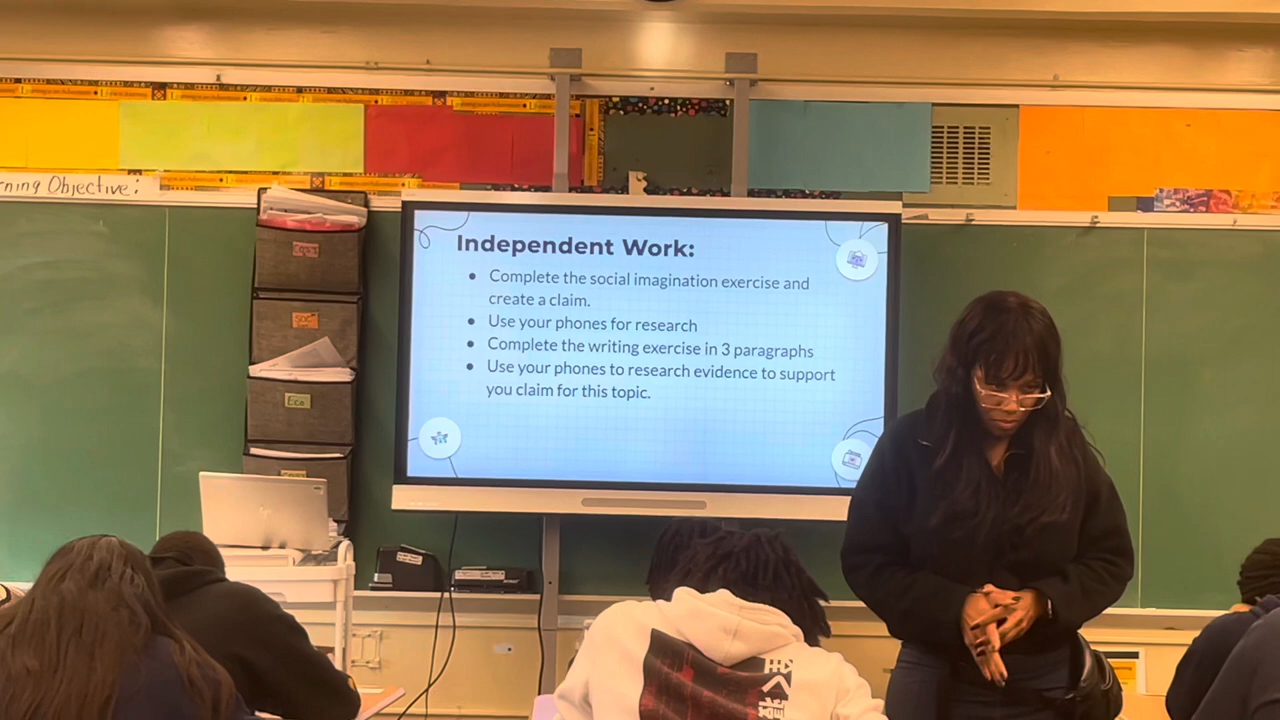 rning Objective:
Independent Work:
Complete the social imagination exercise and
create a claim.
Use your phones for research
Complete the writing exercise in 3 paragraphs
Use your phones to research evidence to support
you claim for this topic.
Eco